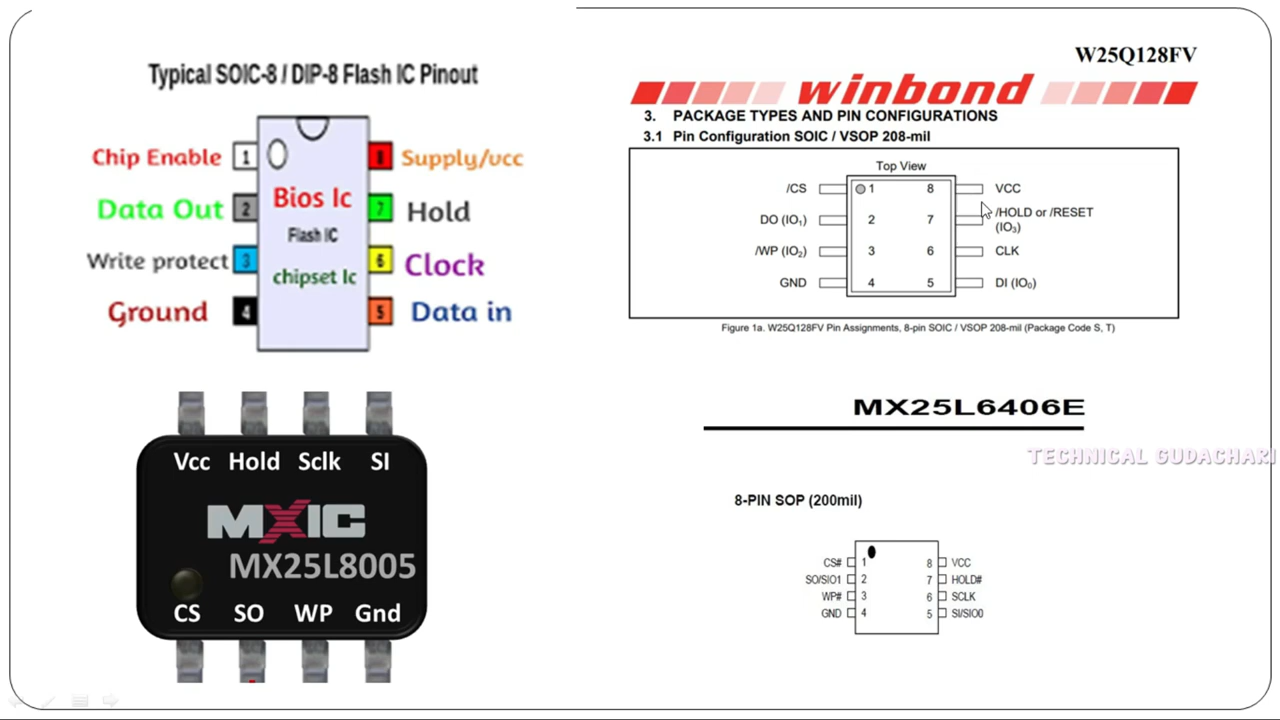 Typical SOIC-8 / DIP-8 Flash IC Pinout
Chip Enable 1 8 Supply/vcc
Data Out 2 7 Hold
Write protect 3 6 Clock
Ground 4 5 Data in
Bios Ic
Flash IC
chipset Ic
W25Q128FV
winbond
3. PACKAGE TYPES AND PIN CONFIGURATIONS
3.1 Pin Configuration SOIC / VSOP 208-mil
Top View
/CS 1 8 VCC
DO (IO₁) 2 7 /HOLD or /RESET
(IO₃)
/WP (IO₂) 3 6 CLK
GND 4 5 DI (IO₀)
Figure 1a. W25Q128FV Pin Assignments, 8-pin SOIC / VSOP 208-mil (Package Code S, T)
Vcc Hold Sclk SI
MXIC
MX25L8005
CS SO WP Gnd
MX25L6406E
TECHNICAL GUDACHARI
8-PIN SOP (200mil)
CS# 1 8 VCC
SO/SIO1 2 7 HOLD#
WP# 3 6 SCLK
GND 4 5 SI/SIO0